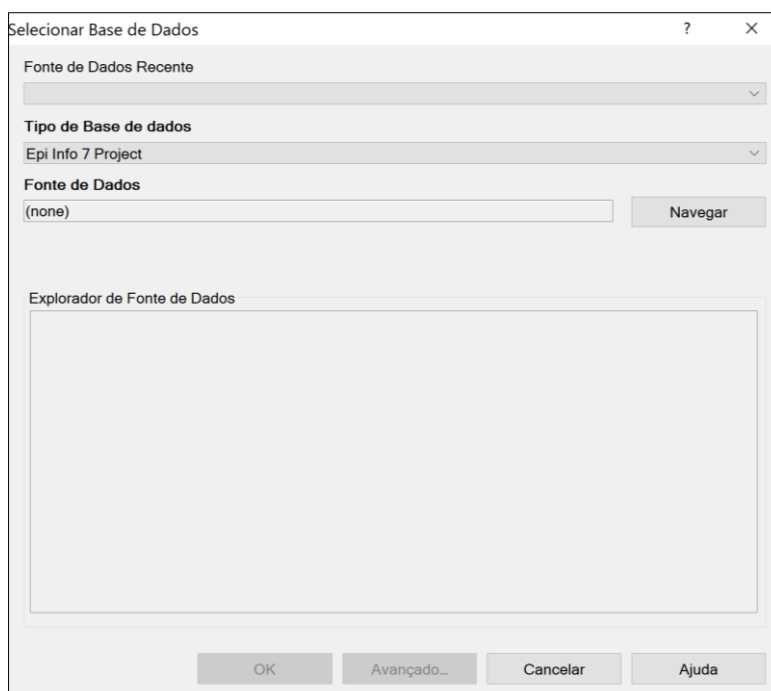 Selecionar Base de Dados
?
Fonte de Dados Recente
Tipo de Base de dados
Epi Info 7 Project
Fonte de Dados
(none)
Navegar
Explorador de Fonte de Dados
OK
Avançado...
Cancelar
Ajuda